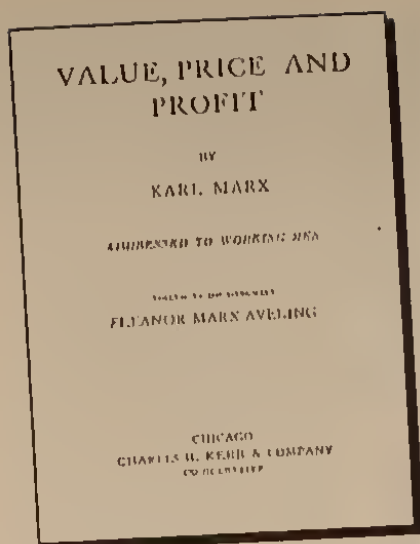 VALUE, PRICE AND
PROFIT
BY
KARL MARX
ADDRESSED TO WORKING MEN
ELEANOR MARX AVELING
CHICAGO
CHARLES H. KERR & COMPANY